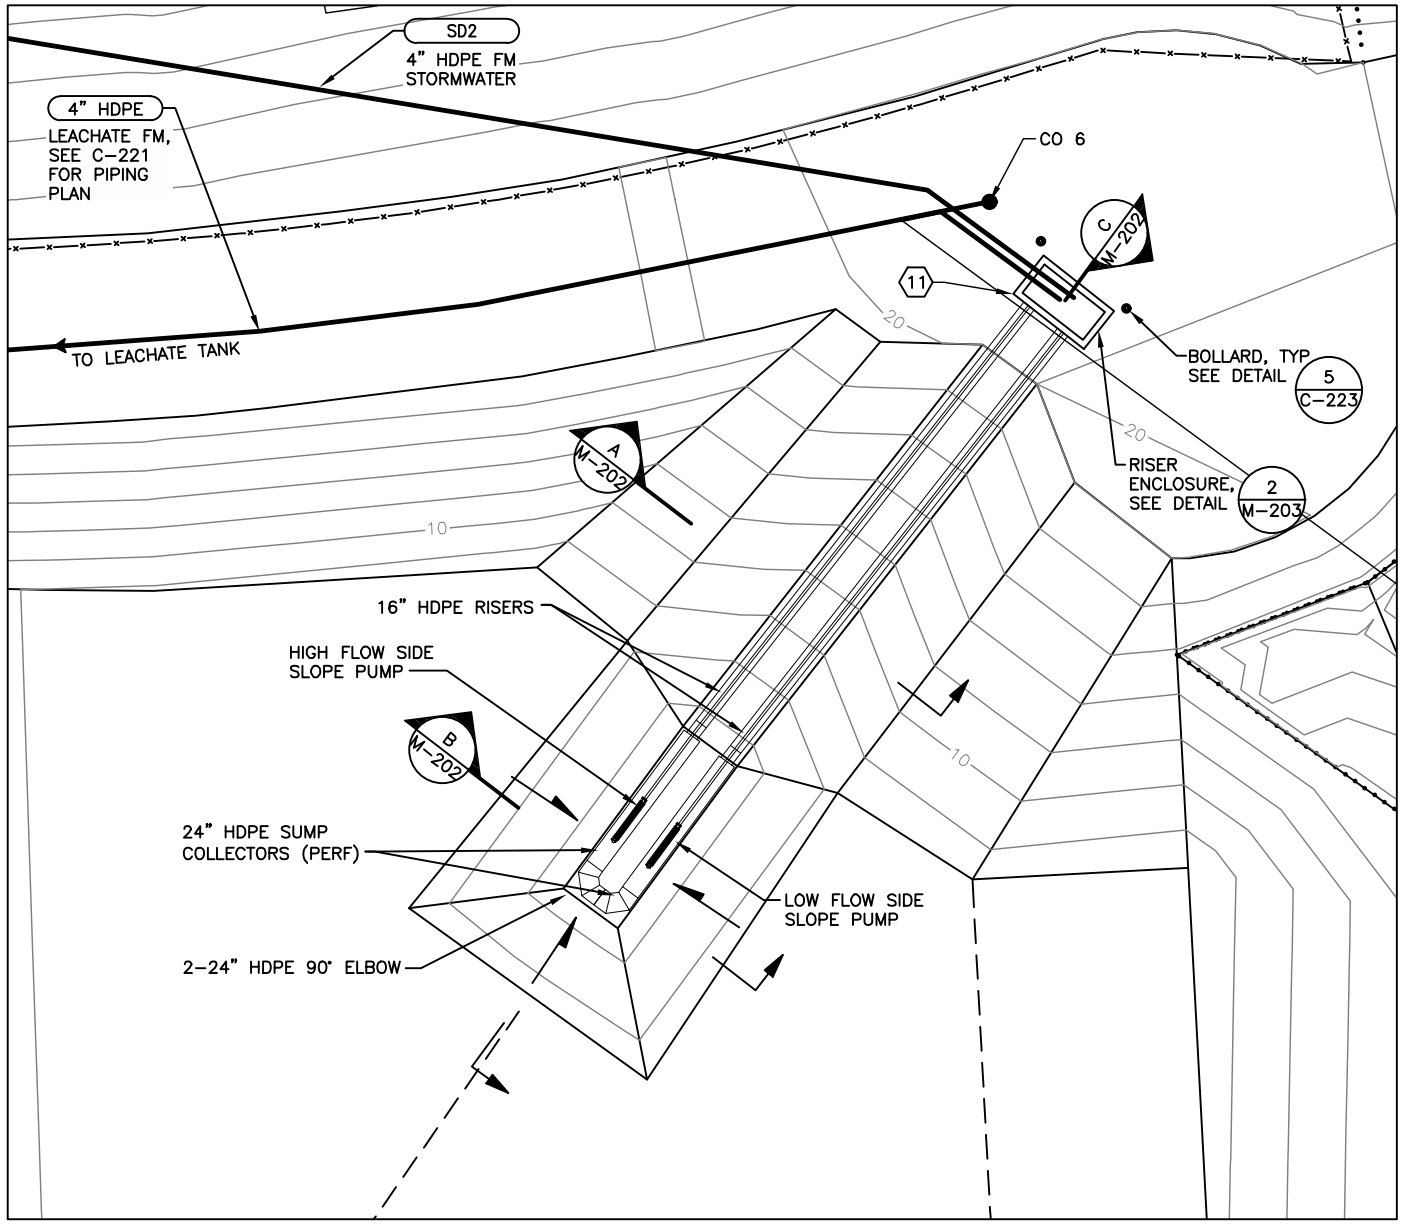 SD2
4" HDPE FM
STORMWATER
4" HDPE
LEACHATE FM,
SEE C-221
FOR PIPING
PLAN
CO 6
C
M-202
11
20
TO LEACHATE TANK
BOLLARD, TYP
SEE DETAIL
5
C-223
20
A
M-202
RISER
ENCLOSURE,
SEE DETAIL
2
M-203
10
16" HDPE RISERS
HIGH FLOW SIDE
SLOPE PUMP
B
M-202
10
24" HDPE SUMP
COLLECTORS (PERF)
LOW FLOW SIDE
SLOPE PUMP
2-24" HDPE 90° ELBOW